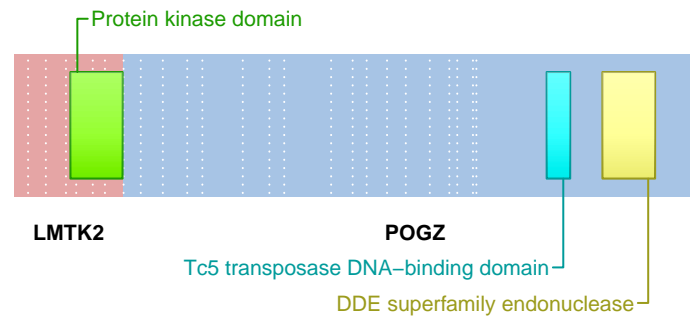 Protein kinase domain
LMTK2
POGZ
Tc5 transposase DNA−binding domain
DDE superfamily endonuclease